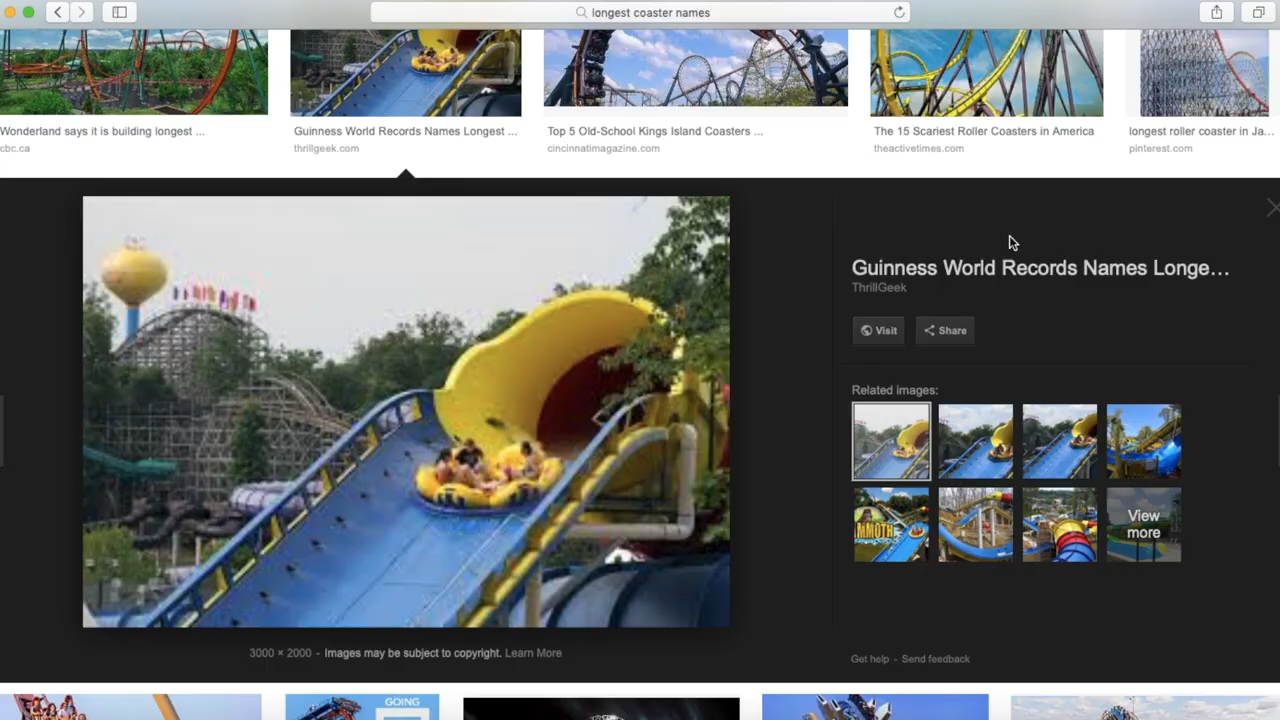 longest coaster names
Wonderland says it is building longest ...
cbc.ca
Guinness World Records Names Longest ...
thrillgeek.com
Top 5 Old-School Kings Island Coasters ...
cincinnatimagazine.com
The 15 Scariest Roller Coasters in America
theactivetimes.com
longest roller coaster in Ja...
pinterest.com
Guinness World Records Names Longe...
ThrillGeek
Visit
Share
Related images:
MMOTH
View
more
3000 × 2000 - Images may be subject to copyright. Learn More
Get help - Send feedback
GOING